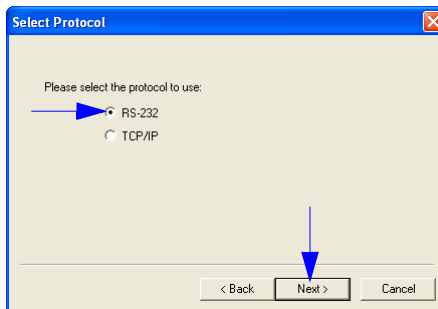 Select Protocol
Please select the protocol to use:
RS-232
TCP/IP
< Back Next > Cancel